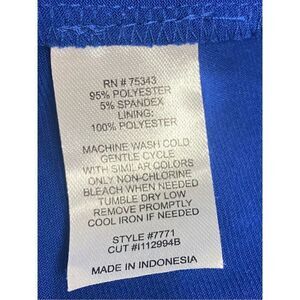 RN # 75343
95% POLYESTER
5% SPANDEX
LINING:
100% POLYESTER
MACHINE WASH COLD
GENTLE CYCLE
WITH SIMILAR COLORS
ONLY NON-CHLORINE
BLEACH WHEN NEEDED
TUMBLE DRY LOW
REMOVE PROMPTLY
COOL IRON IF NEEDED
STYLE #7771
CUT #I112994B
MADE IN INDONESIA